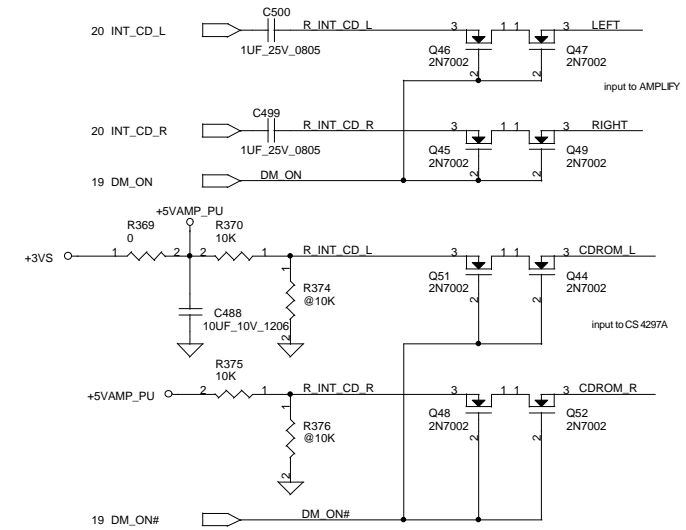 C500
20 INT_CD_L R_INT_CD_L 3 1 1 3 LEFT
1UF_25V_0805
Q46 2N7002 2 2 Q47 2N7002
input to AMPLIFY
C499
20 INT_CD_R R_INT_CD_R 3 1 1 3 RIGHT
1UF_25V_0805
Q45 2N7002 2 2 Q49 2N7002
19 DM_ON DM_ON
+5VAMP_PU
R369 0 R370 10K
+3VS 1 2 2 1 R_INT_CD_L 3 1 1 3 CDROM_L
1 R374 @10K 2
Q51 2N7002 2 2 Q44 2N7002
C488
10UF_10V_1206
input to CS 4297A
R375
10K
+5VAMP_PU 2 1 R_INT_CD_R 3 1 1 3 CDROM_R
1 R376 @10K 2
Q48 2N7002 2 2 Q52 2N7002
19 DM_ON# DM_ON#